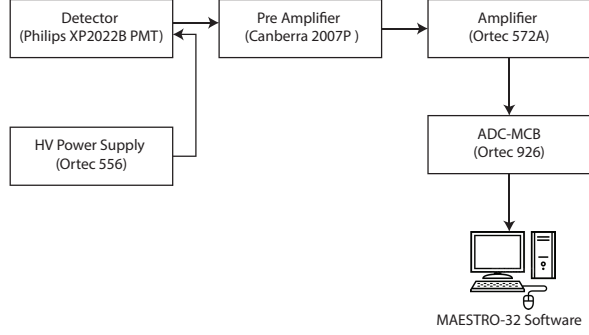 Detector
(Philips XP2022B PMT)
Pre Amplifier
(Canberra 2007P )
Amplifier
(Ortec 572A)
HV Power Supply
(Ortec 556)
ADC-MCB
(Ortec 926)
MAESTRO-32 Software